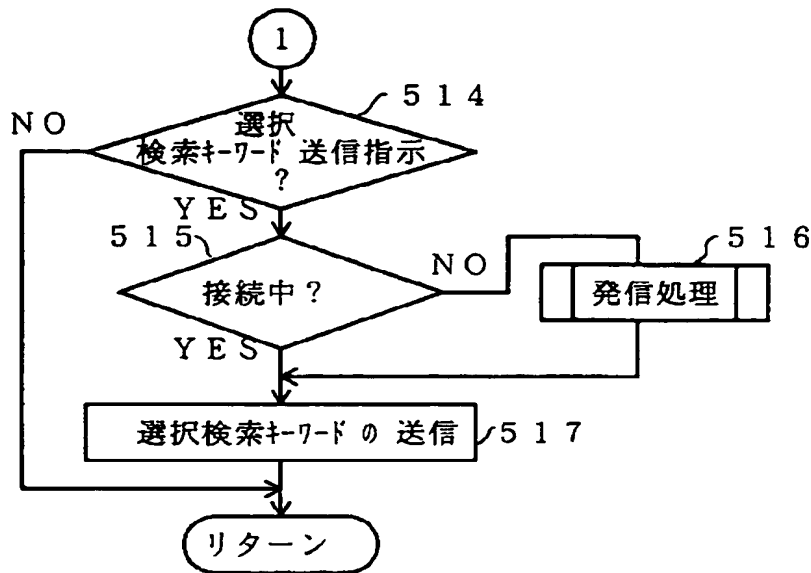 1
514
NO
選択
検索ｷｰﾜｰﾄﾞ 送信指示
?
YES
515
NO
516
接続中?
発信処理
YES
選択検索ｷｰﾜｰﾄﾞ の 送信
517
リターン